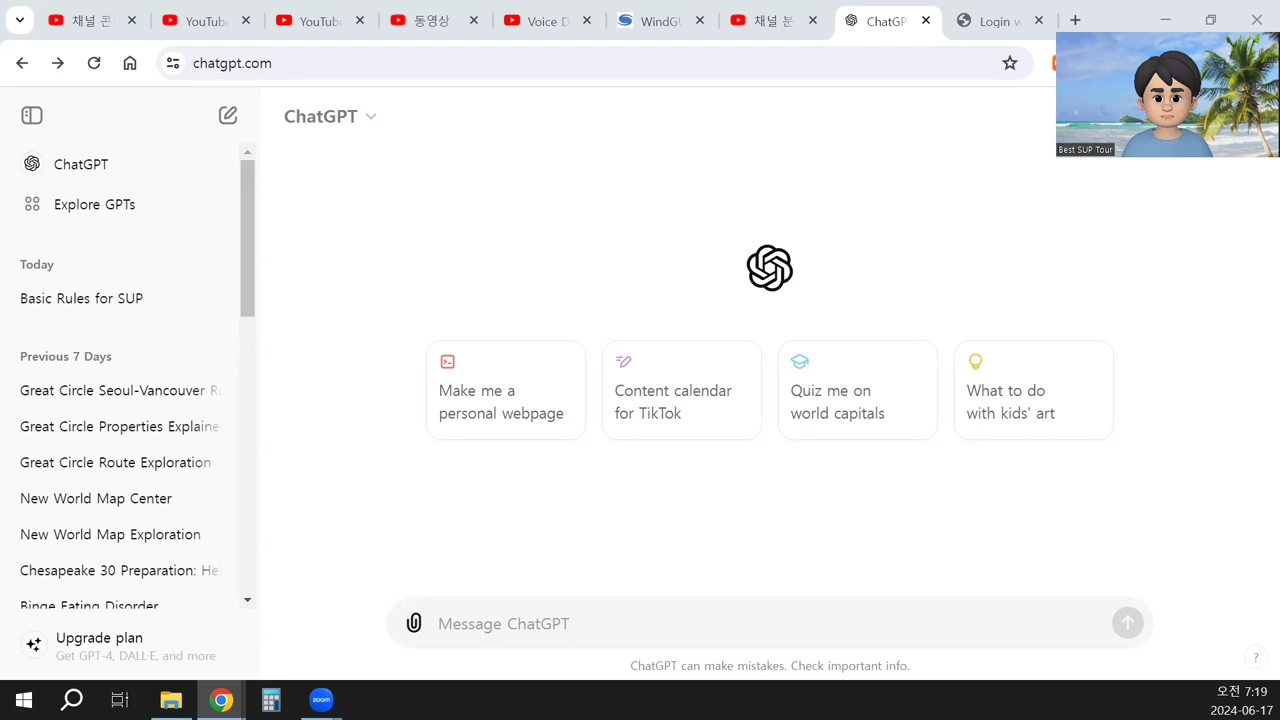 채널 콘
YouTube
YouTube
동영상
Voice D
WindGU
채널 분
ChatGP
Login w
chatgpt.com
Best SUP Tour
ChatGPT
ChatGPT
Explore GPTs
Today
Basic Rules for SUP
Previous 7 Days
Great Circle Seoul-Vancouver Ro
Great Circle Properties Explaine
Great Circle Route Exploration
New World Map Center
New World Map Exploration
Chesapeake 30 Preparation: Hel
Binge Eating Disorder
Make me a
personal webpage
Content calendar
for TikTok
Quiz me on
world capitals
What to do
with kids' art
Message ChatGPT
ChatGPT can make mistakes. Check important info.
?
Upgrade plan
Get GPT-4, DALL·E, and more
zoom
오전 7:19
2024-06-17